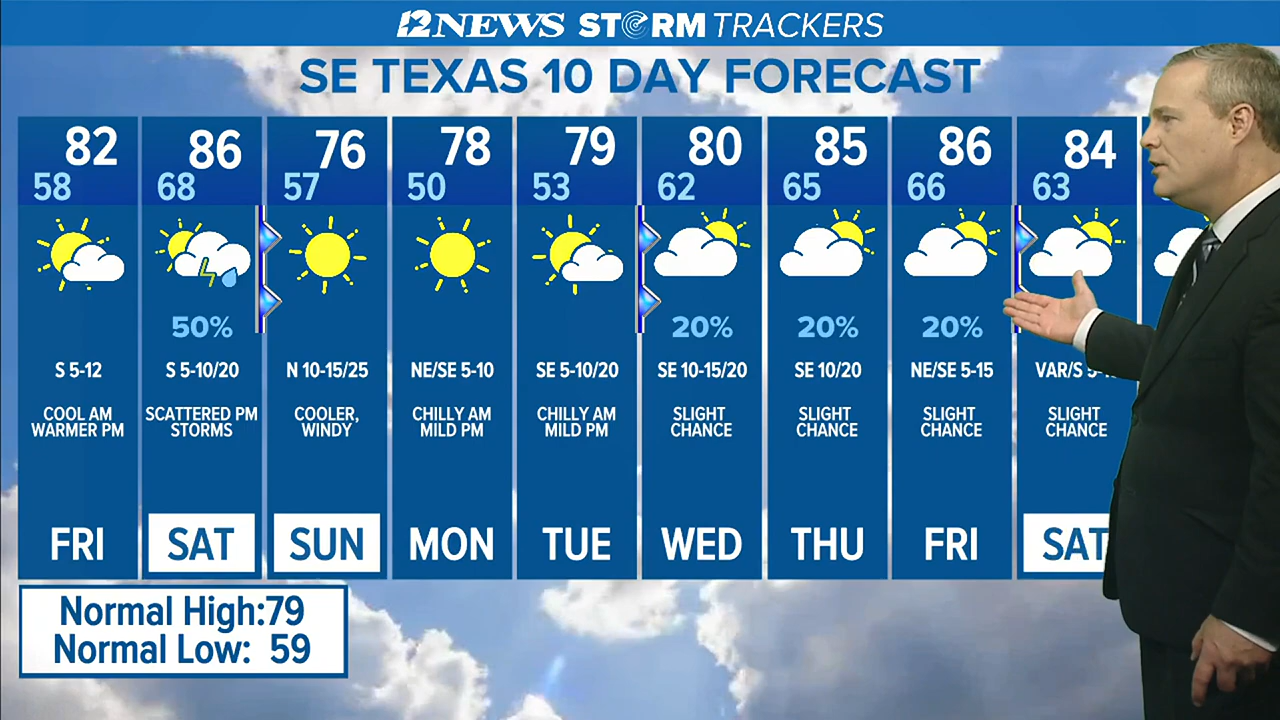 12NEWS STORM TRACKERS
SE TEXAS 10 DAY FORECAST
82 86 76 78 79 80 85 86 84
58 68 57 50 53 62 65 66 63
50% 20% 20% 20%
S 5-12 S 5-10/20 N 10-15/25 NE/SE 5-10 SE 5-10/20 SE 10-15/20 SE 10/20 NE/SE 5-15 VAR/S
COOL AM SCATTERED PM COOLER, CHILLY AM CHILLY AM SLIGHT SLIGHT SLIGHT SLIGHT
WARMER PM STORMS WINDY MILD PM MILD PM CHANCE CHANCE CHANCE CHANCE
FRI SAT SUN MON TUE WED THU FRI SAT
Normal High:79
Normal Low: 59